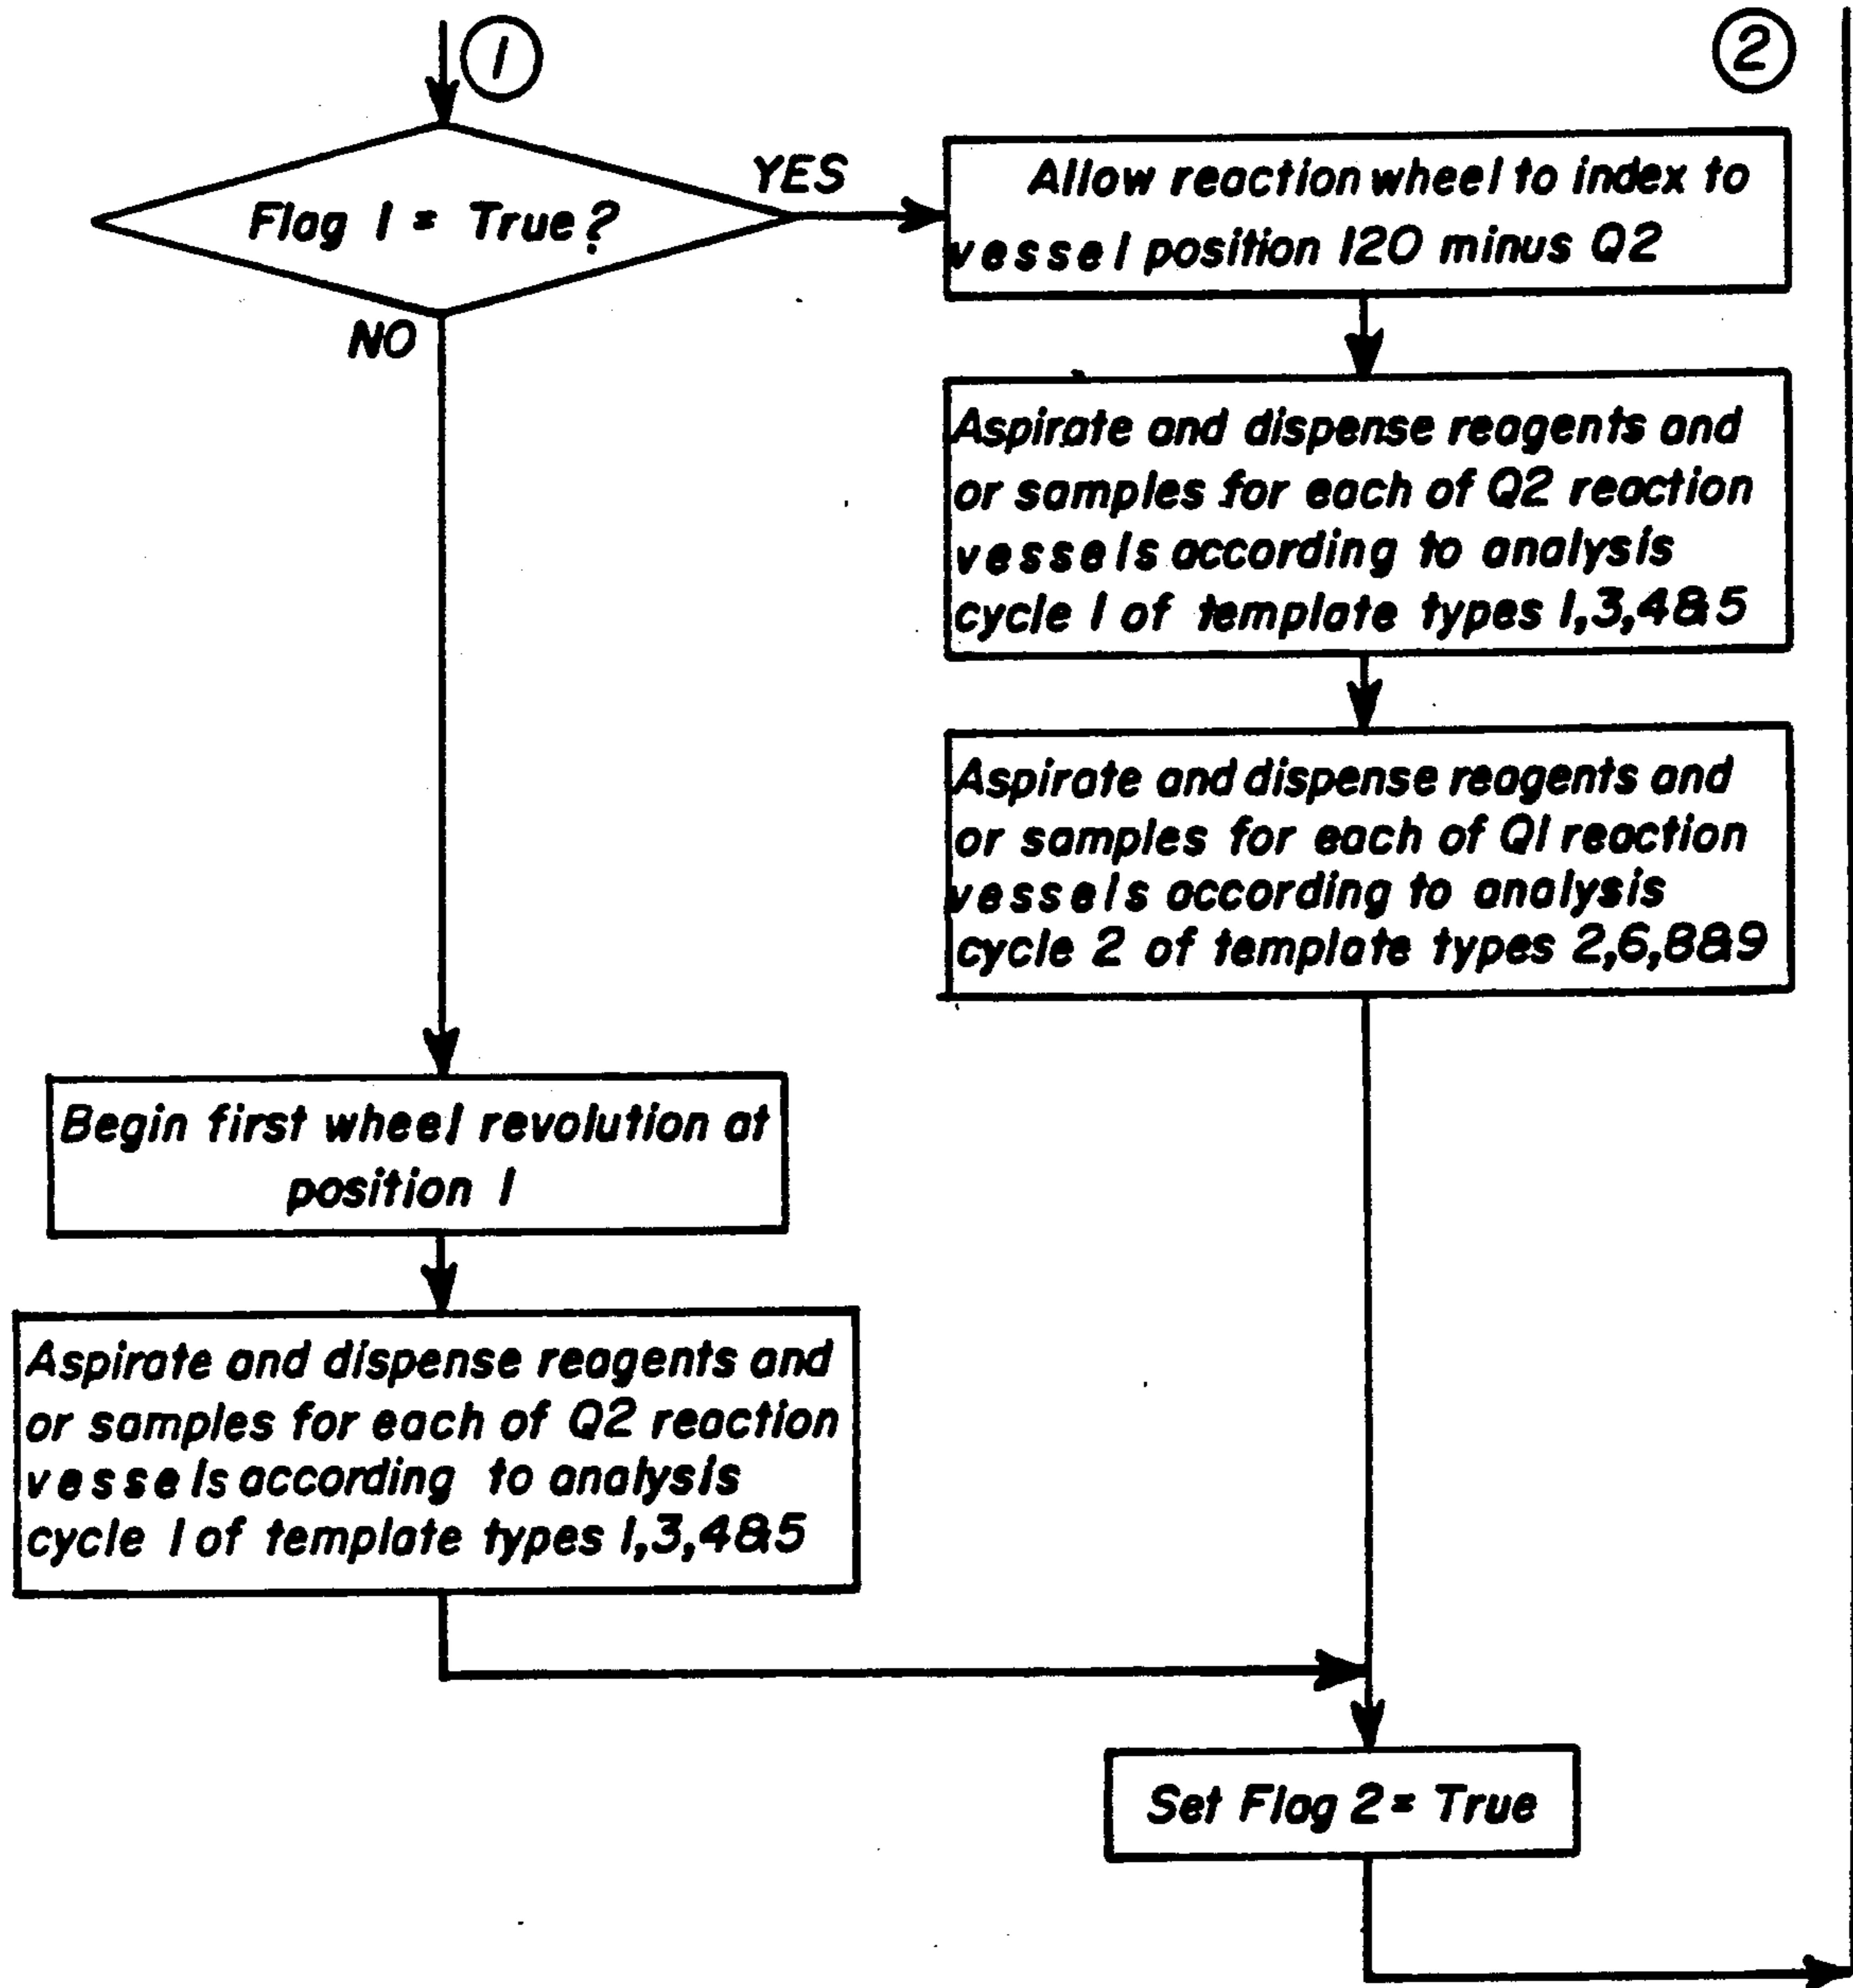 1
2
Flag 1 = True?
YES
NO
Allow reaction wheel to index to
vessel position 120 minus Q2
Aspirate and dispense reagents and
or samples for each of Q2 reaction
vessels according to analysis
cycle 1 of template types 1,3,4&5
Aspirate and dispense reagents and
or samples for each of Q1 reaction
vessels according to analysis
cycle 2 of template types 2,6,8&9
Begin first wheel revolution at
position 1
Aspirate and dispense reagents and
or samples for each of Q2 reaction
vessels according to analysis
cycle 1 of template types 1,3,4&5
Set Flag 2 = True